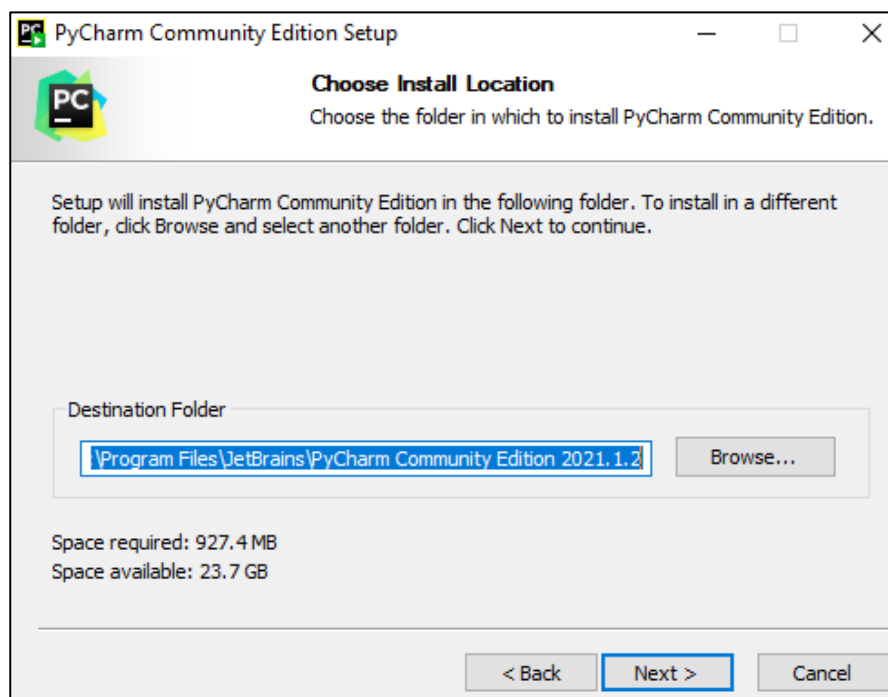 PyCharm Community Edition Setup
PC
Choose Install Location
Choose the folder in which to install PyCharm Community Edition.
Setup will install PyCharm Community Edition in the following folder. To install in a different
folder, click Browse and select another folder. Click Next to continue.
Destination Folder
:\Program Files\JetBrains\PyCharm Community Edition 2021.1.2
Browse...
Space required: 927.4 MB
Space available: 23.7 GB
< Back
Next >
Cancel